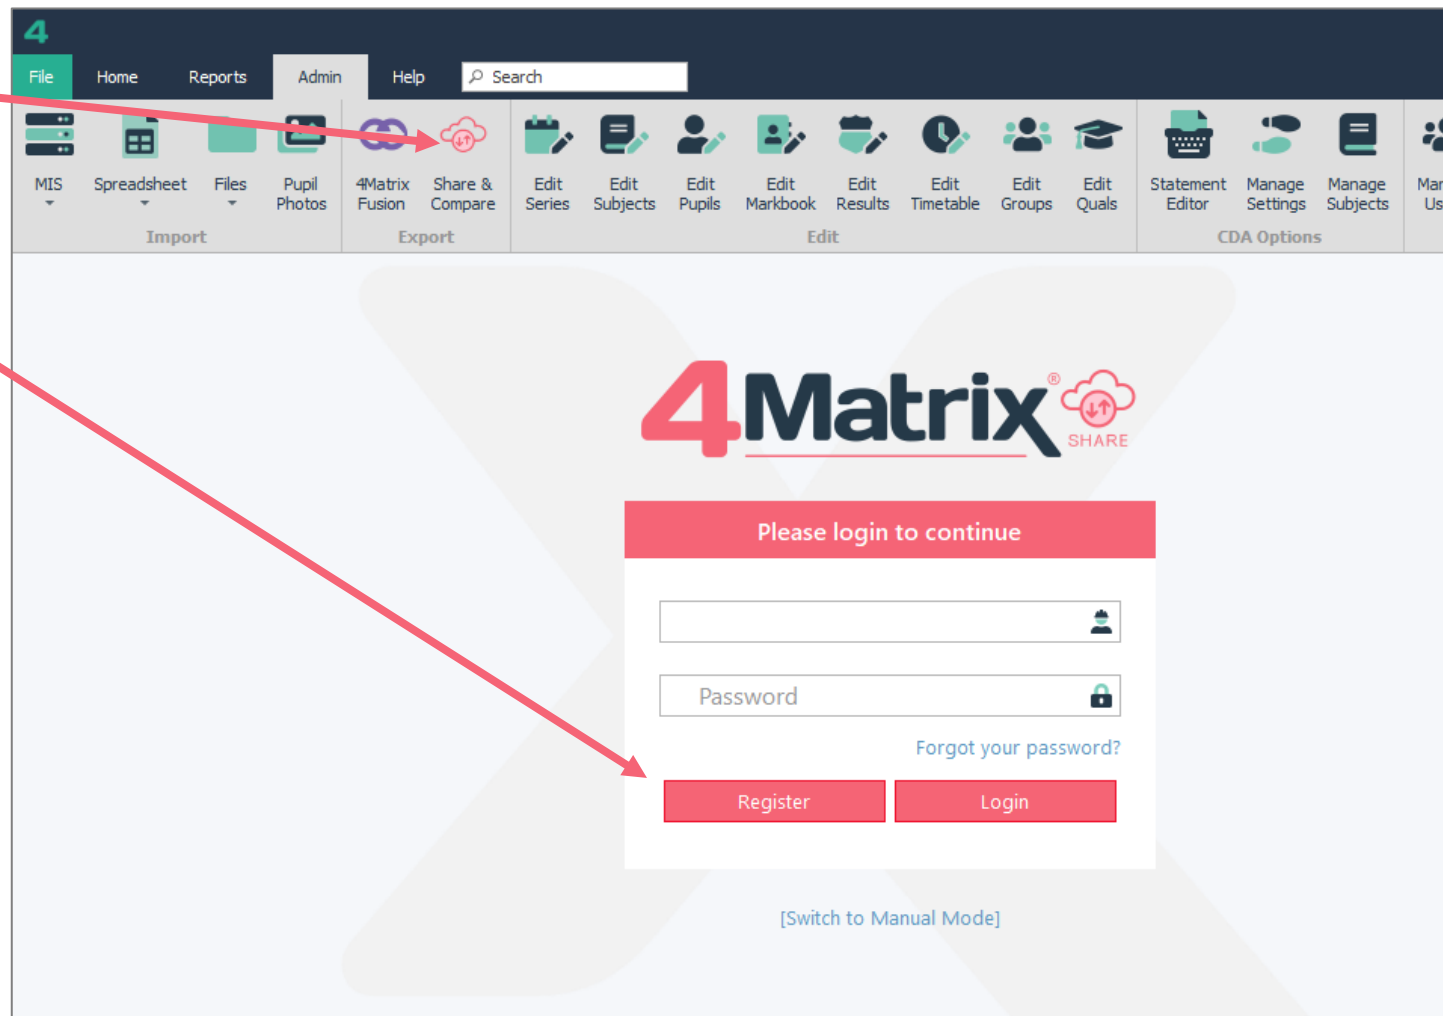 4
File Home Reports Admin Help Search
MIS Spreadsheet Files Pupil Photos 4Matrix Fusion Share & Compare Edit Series Edit Subjects Edit Pupils Edit Markbook Edit Results Edit Timetable Edit Groups Edit Quals Statement Editor Manage Settings Manage Subjects
Import Export Edit CDA Options
4Matrix®
SHARE
Please login to continue
Password
Forgot your password?
Register Login
[Switch to Manual Mode]